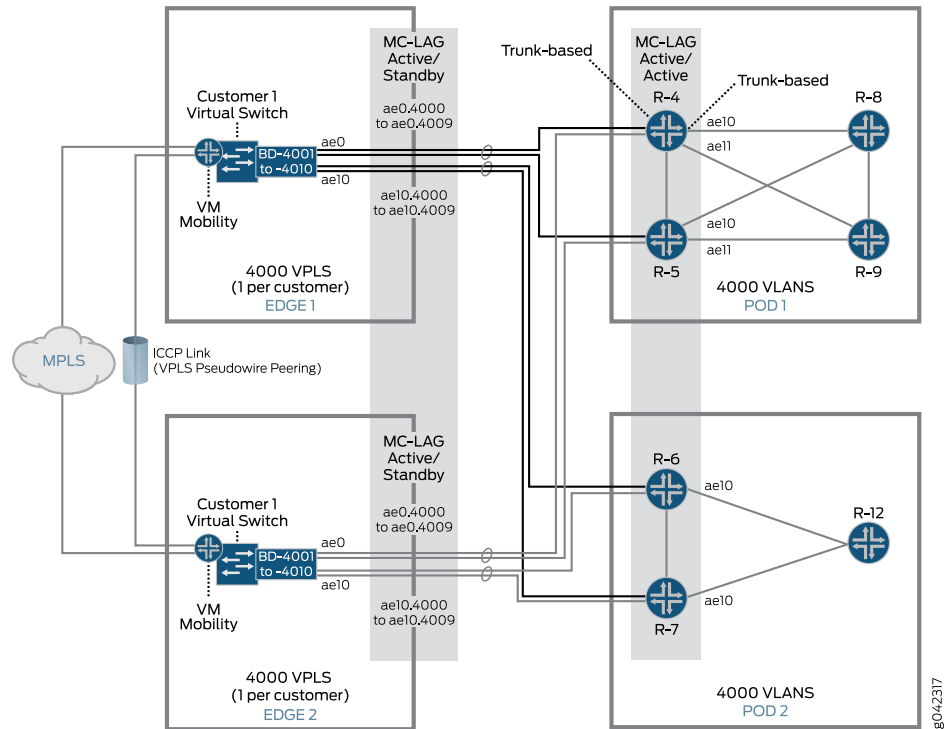 MC-LAG
Active/
Standby
ae0.4000
to ae0.4009
Customer 1
Virtual Switch
BD-4001
to -4010
ae0
ae10
ae10.4000
to ae10.4009
VM
Mobility
4000 VPLS
(1 per customer)
EDGE 1
Trunk-based
MC-LAG
Active/
Active
Trunk-based
R-4
R-8
ae10
ae11
ae10
ae11
R-5
R-9
4000 VLANS
POD 1
MPLS
ICCP Link
(VPLS Pseudowire Peering)
MC-LAG
Active/
Standby
ae0.4000
to ae0.4009
Customer 1
Virtual Switch
BD-4001
to -4010
ae0
ae10
ae10.4000
to ae10.4009
VM
Mobility
4000 VPLS
(1 per customer)
EDGE 2
R-6
ae10
R-12
ae10
R-7
4000 VLANS
POD 2
g042317